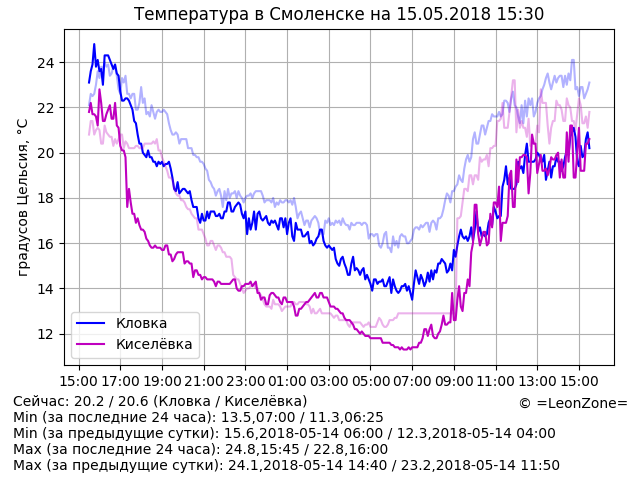 Температура в Смоленске на 15.05.2018 15:30
градусов Цельсия, °C
24
22
20
18
16
14
12
Кловка
Киселёвка
15:00 17:00 19:00 21:00 23:00 01:00 03:00 05:00 07:00 09:00 11:00 13:00 15:00
Сейчас: 20.2 / 20.6 (Кловка / Киселёвка)
© =LeonZone=
Min (за последние 24 часа): 13.5,07:00 / 11.3,06:25
Min (за предыдущие сутки): 15.6,2018-05-14 06:00 / 12.3,2018-05-14 04:00
Max (за последние 24 часа): 24.8,15:45 / 22.8,16:00
Max (за предыдущие сутки): 24.1,2018-05-14 14:40 / 23.2,2018-05-14 11:50